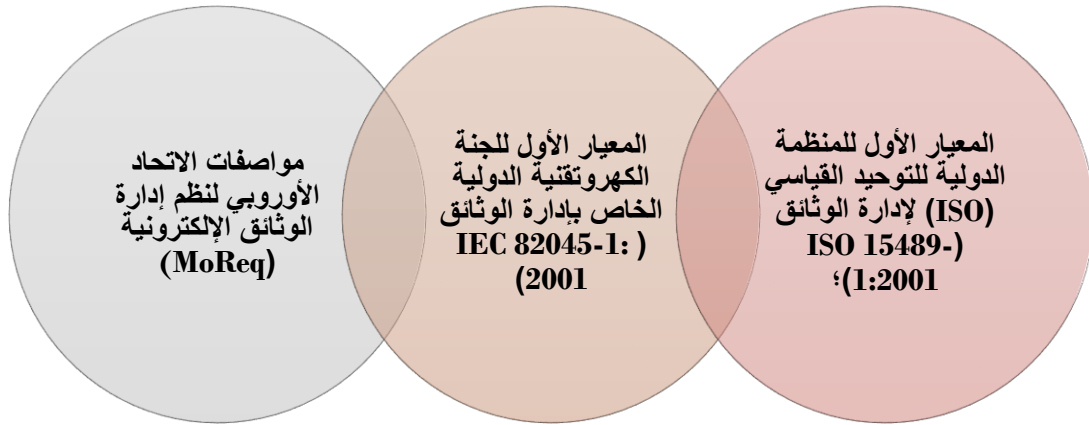 المعيار الأول للمنظمة
الدولية للتوحيد القياسي
(ISO) لإدارة الوثائق
(ISO 15489-
1:2001)؛
المعيار الأول للجنة
الكهروتقنية الدولية
الخاص بإدارة الوثائق
(IEC 82045-1:
2001)
مواصفات الاتحاد
الأوروبي لنظم إدارة
الوثائق الإلكترونية
(MoReq)